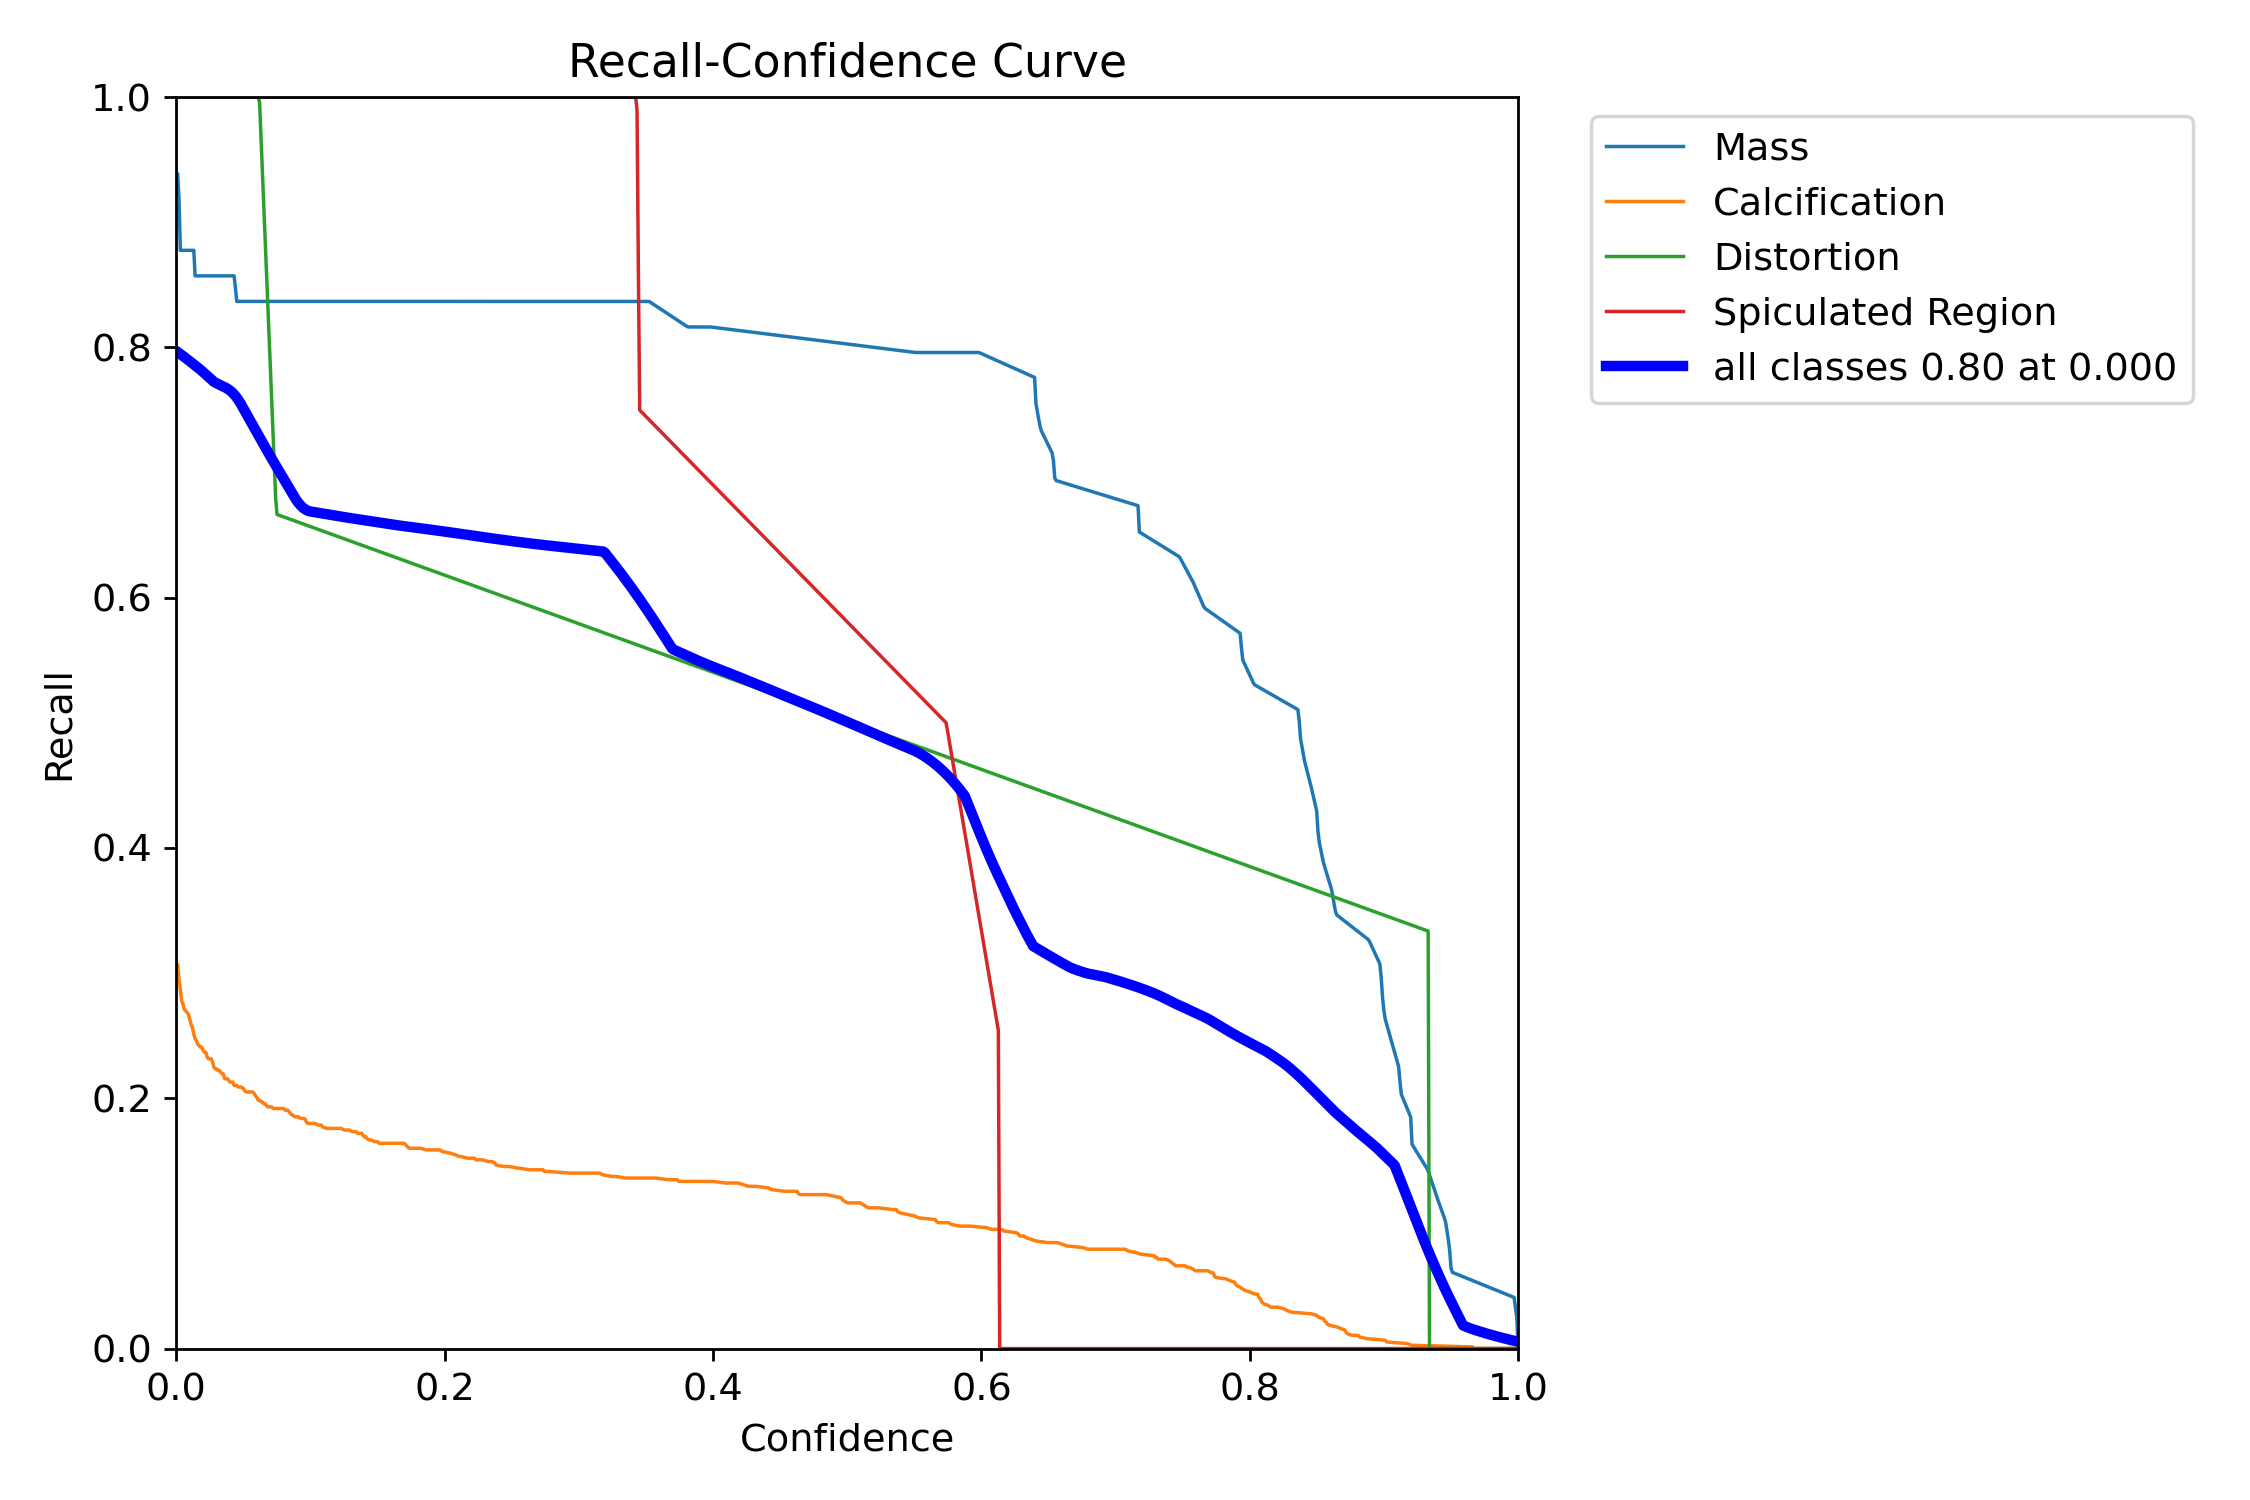 Recall-Confidence Curve
1.0
0.8
0.6
0.4
0.2
0.0
Recall
0.0 0.2 0.4 0.6 0.8 1.0
Confidence
Mass
Calcification
Distortion
Spiculated Region
all classes 0.80 at 0.000